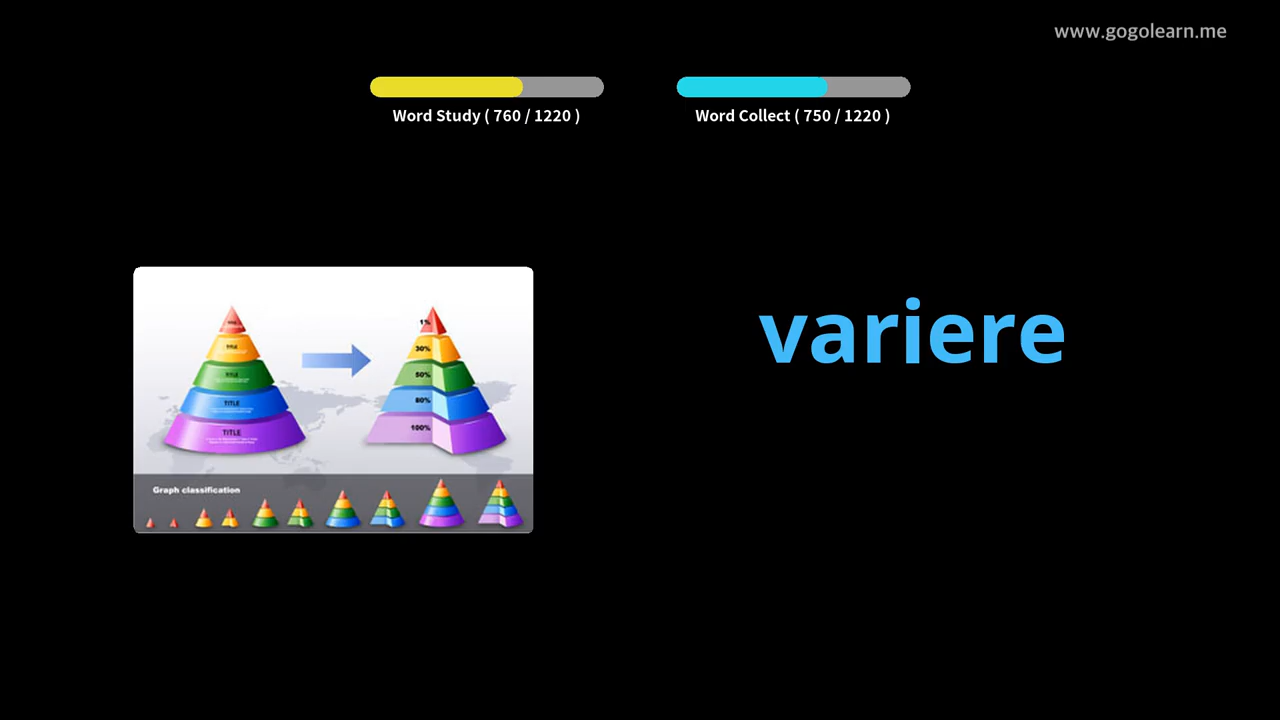 www.gogolearn.me
Word Study ( 760 / 1220 )
Word Collect ( 750 / 1220 )
variere
TITLE
TITLE
TITLE
TITLE
1%
30%
50%
80%
100%
Graph classification